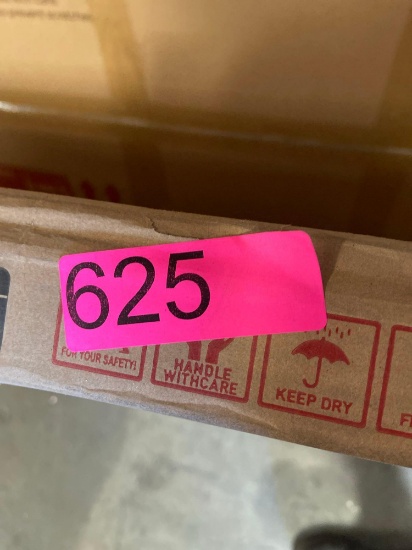 625
FOR YOUR SAFETY!
HANDLE
WITHCARE
KEEP DRY